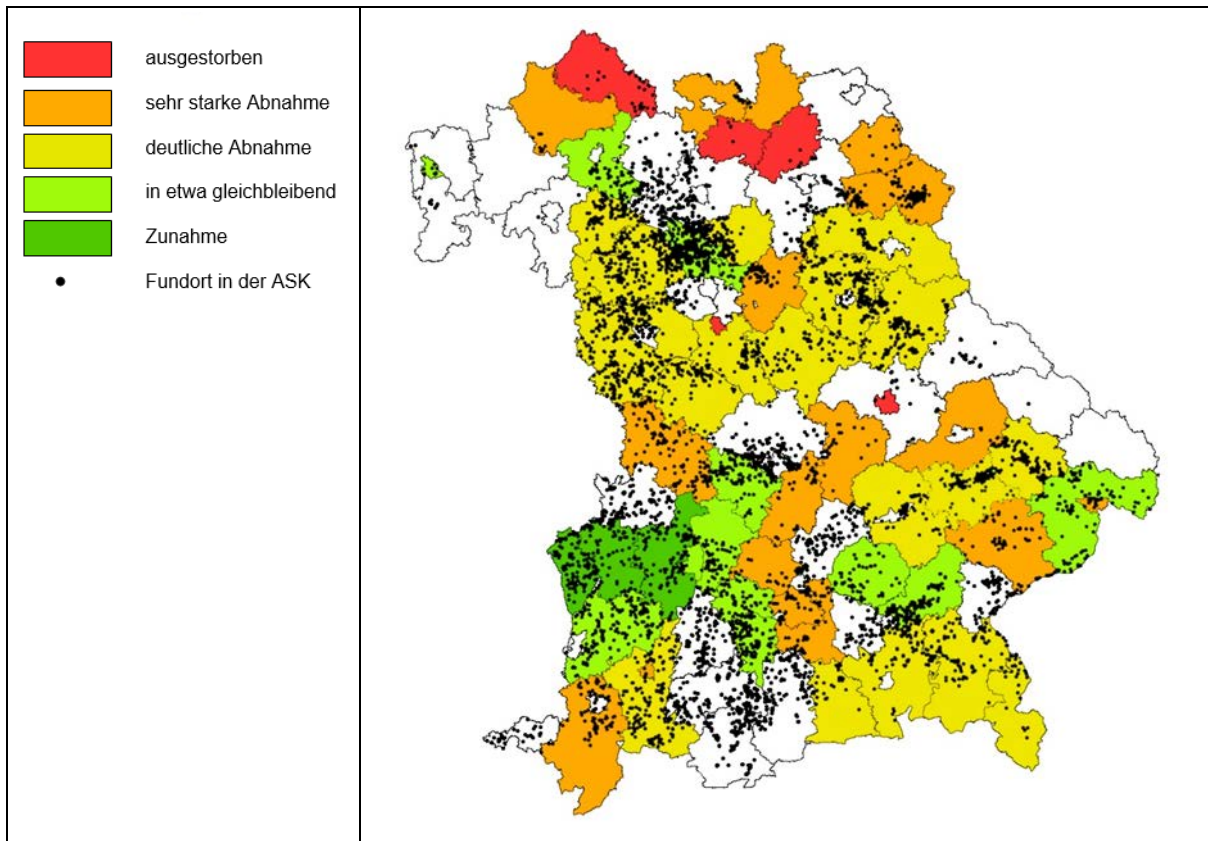 ausgestorben
sehr starke Abnahme
deutliche Abnahme
in etwa gleichbleibend
Zunahme
Fundort in der ASK